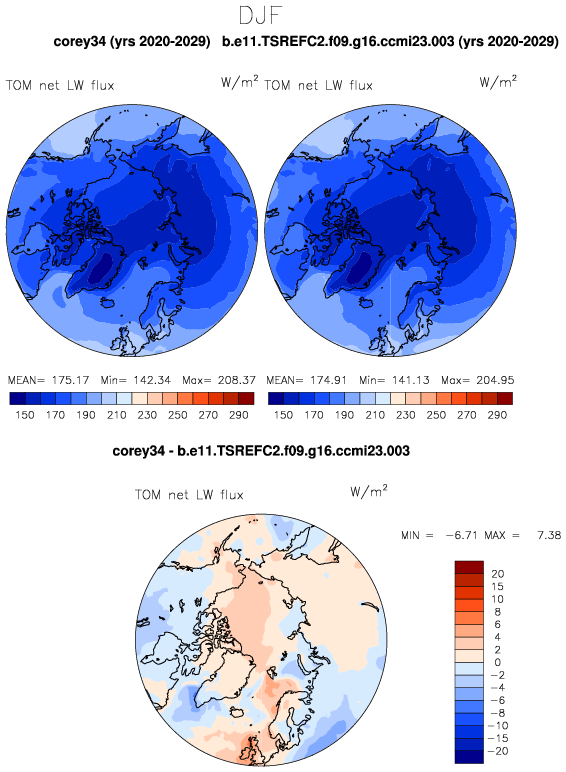 DJF
corey34 (yrs 2020-2029) b.e11.TSREFC2.f09.g16.ccmi23.003 (yrs 2020-2029)
TOM net LW flux W/m² TOM net LW flux W/m²
MEAN= 175.17 Min= 142.34 Max= 208.37 MEAN= 174.91 Min= 141.13 Max= 204.95
150 170 190 210 230 250 270 290 150 170 190 210 230 250 270 290
corey34 - b.e11.TSREFC2.f09.g16.ccmi23.003
TOM net LW flux W/m²
MIN = -6.71 MAX = 7.38
20
15
10
8
6
4
2
0
-2
-4
-6
-8
-10
-15
-20